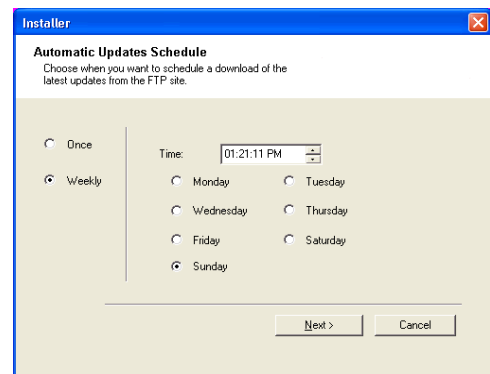 Installer
Automatic Updates Schedule
Choose when you want to schedule a download of the
latest updates from the FTP site.
Once
Weekly
Time: 01:21:11 PM
Monday Tuesday
Wednesday Thursday
Friday Saturday
Sunday
Next > Cancel